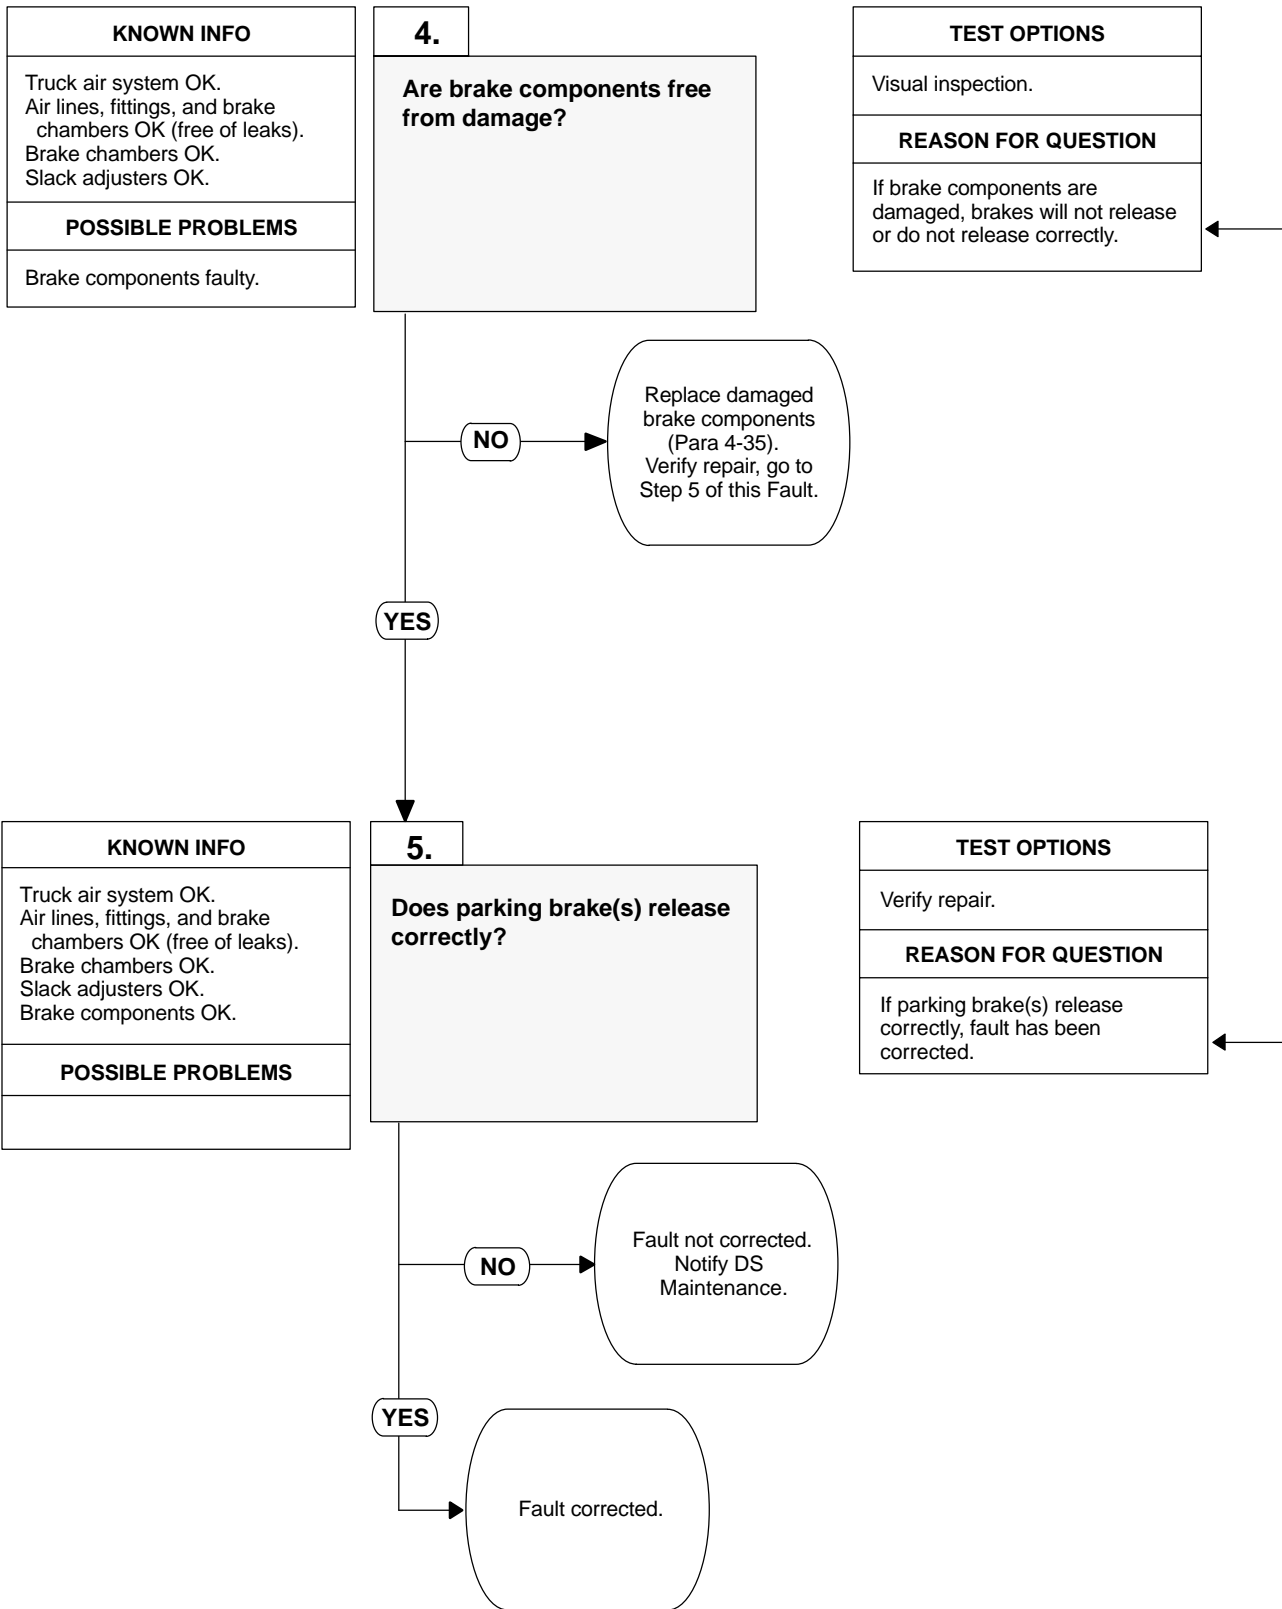 KNOWN INFO
Truck air system OK.
Air lines, fittings, and brake
chambers OK (free of leaks).
Brake chambers OK.
Slack adjusters OK.
POSSIBLE PROBLEMS
Brake components faulty.
4.
Are brake components free
from damage?
TEST OPTIONS
Visual inspection.
REASON FOR QUESTION
If brake components are
damaged, brakes will not release
or do not release correctly.
NO
Replace damaged
brake components
(Para 4-35).
Verify repair, go to
Step 5 of this Fault.
YES
KNOWN INFO
Truck air system OK.
Air lines, fittings, and brake
chambers OK (free of leaks).
Brake chambers OK.
Slack adjusters OK.
Brake components OK.
POSSIBLE PROBLEMS
5.
Does parking brake(s) release
correctly?
TEST OPTIONS
Verify repair.
REASON FOR QUESTION
If parking brake(s) release
correctly, fault has been
corrected.
NO
Fault not corrected.
Notify DS
Maintenance.
YES
Fault corrected.